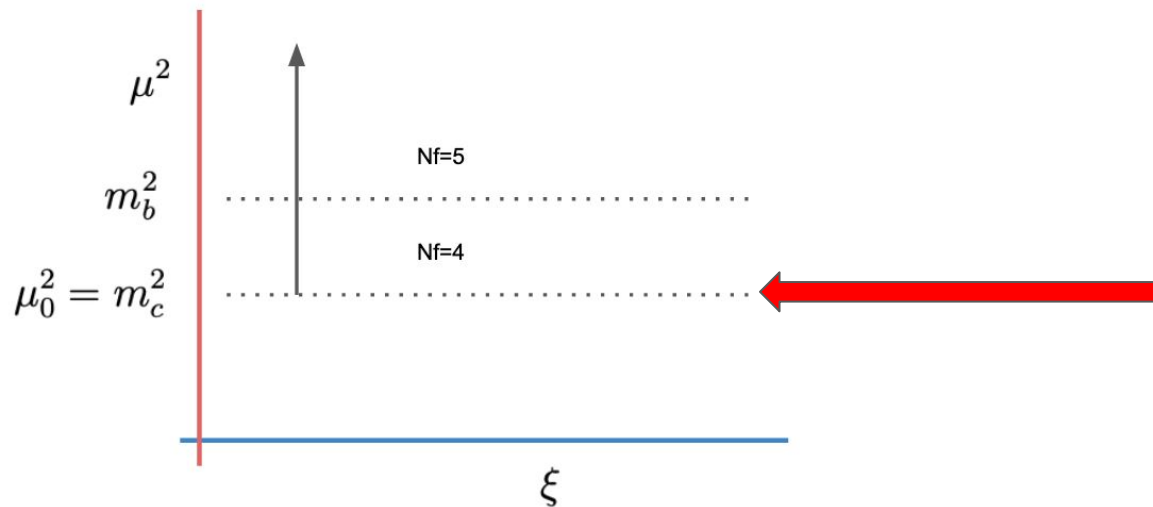 μ²
Nf=5
m_b²
Nf=4
μ₀² = m_c²
ξ